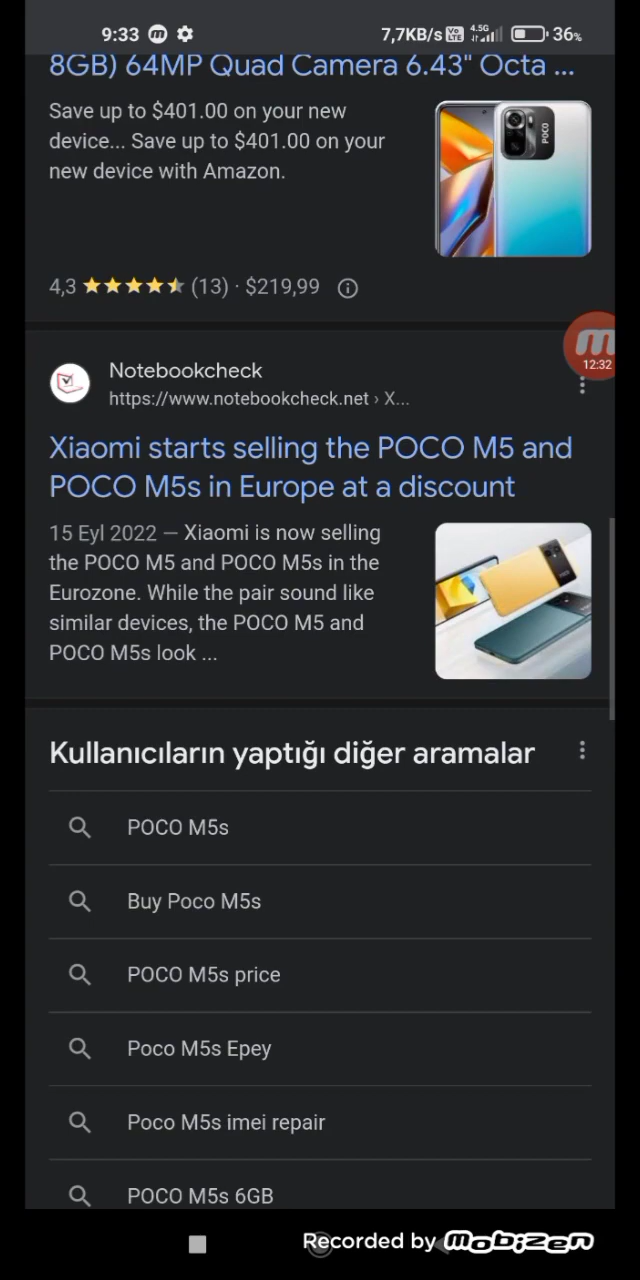 9:33
7,7KB/s Vo LTE 4.5G 36%
8GB) 64MP Quad Camera 6.43" Octa ...
Save up to $401.00 on your new
device... Save up to $401.00 on your
new device with Amazon.
POCO
4,3 (13) · $219,99
Notebookcheck
12:32
https://www.notebookcheck.net › X...
Xiaomi starts selling the POCO M5 and
POCO M5s in Europe at a discount
15 Eyl 2022 — Xiaomi is now selling
the POCO M5 and POCO M5s in the
Eurozone. While the pair sound like
similar devices, the POCO M5 and
POCO M5s look ...
Kullanıcıların yaptığı diğer aramalar
POCO M5s
Buy Poco M5s
POCO M5s price
Poco M5s Epey
Poco M5s imei repair
POCO M5s 6GB
Recorded by Mobizen